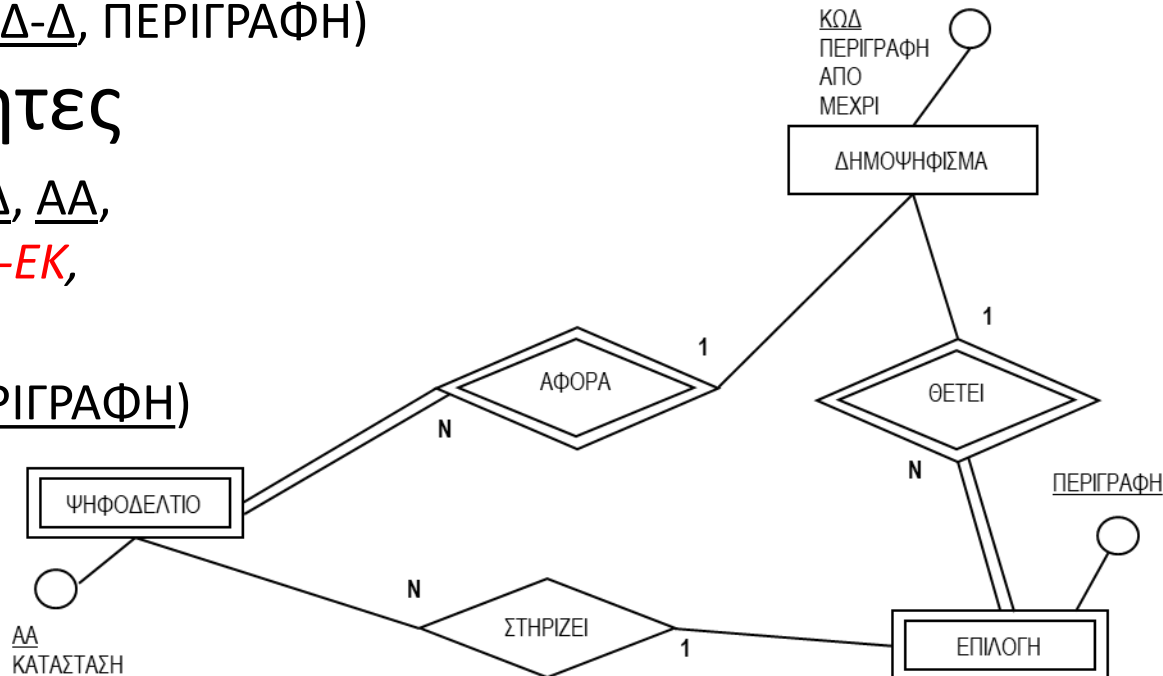 Δ-Δ, ΠΕΡΙΓΡΑΦΗ)
ητες
Δ, ΑΑ,
-ΕΚ,
ΡΙΓΡΑΦΗ)
ΚΩΔ
ΠΕΡΙΓΡΑΦΗ
ΑΠΟ
ΜΕΧΡΙ
ΔΗΜΟΨΗΦΙΣΜΑ
1
1
ΑΦΟΡΑ
ΘΕΤΕΙ
N
N
ΠΕΡΙΓΡΑΦΗ
ΨΗΦΟΔΕΛΤΙΟ
N
ΣΤΗΡΙΖΕΙ
1
ΕΠΙΛΟΓΗ
ΑΑ
ΚΑΤΑΣΤΑΣΗ